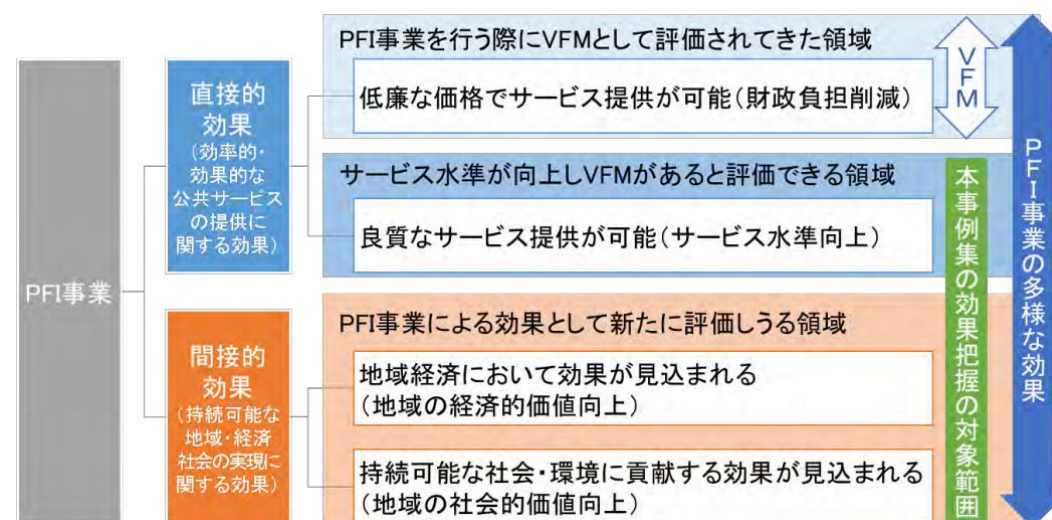 PFI事業
直接的
効果
(効率的・
効果的な
公共サービス
の提供に
関する効果)
間接的
効果
(持続可能な
地域・経済
社会の実現に
関する効果)
PFI事業を行う際にVFMとして評価されてきた領域
低廉な価格でサービス提供が可能(財政負担削減)
サービス水準が向上しVFMがあると評価できる領域
良質なサービス提供が可能(サービス水準向上)
PFI事業による効果として新たに評価しうる領域
地域経済において効果が見込まれる
(地域の経済的価値向上)
持続可能な社会・環境に貢献する効果が見込まれる
(地域の社会的価値向上)
VFM
本事例集の効果把握の対象範囲
PFI事業の多様な効果